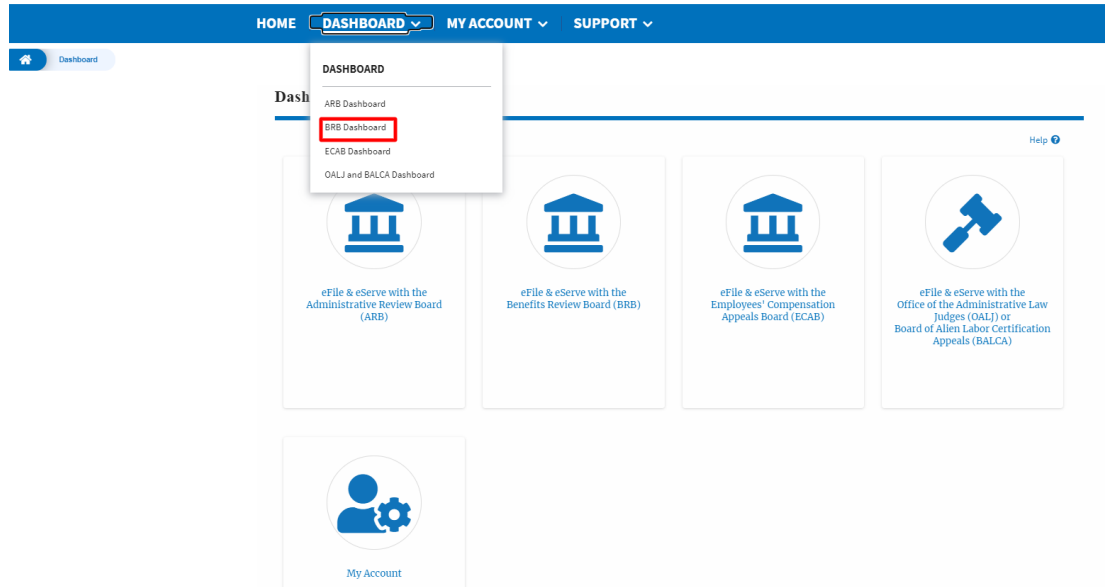 HOME DASHBOARD MY ACCOUNT SUPPORT
Dashboard
DASHBOARD
ARB Dashboard
BRB Dashboard
ECAB Dashboard
OALJ and BALCA Dashboard
Dash
Help
eFile & eServe with the
Administrative Review Board
(ARB)
eFile & eServe with the
Benefits Review Board (BRB)
eFile & eServe with the
Employees' Compensation
Appeals Board (ECAB)
eFile & eServe with the
Office of the Administrative Law
Judges (OALJ) or
Board of Alien Labor Certification
Appeals (BALCA)
My Account